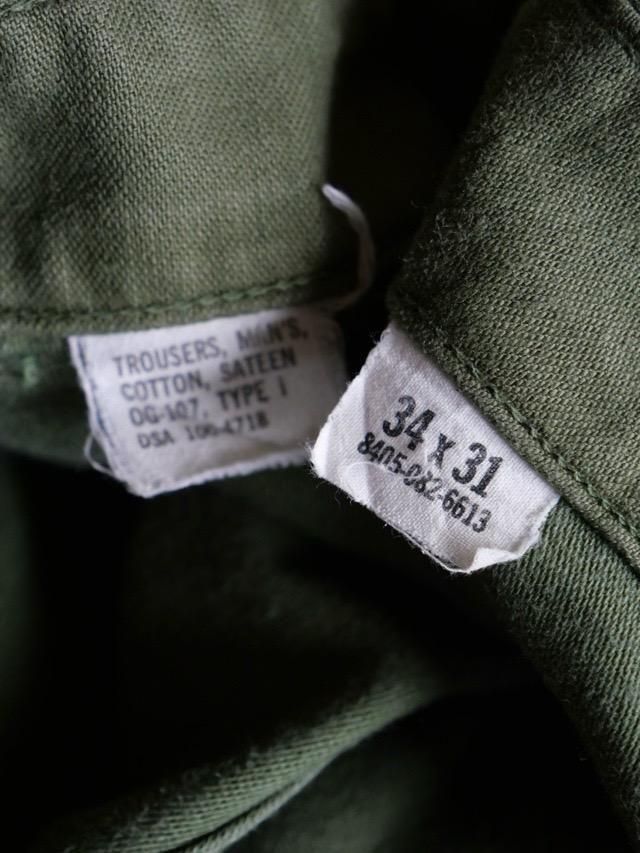 TROUSERS, MAN'S,
COTTON, SATEEN
OG-107, TYPE I
DSA 100-4718
34 x 31
8405-082-6613